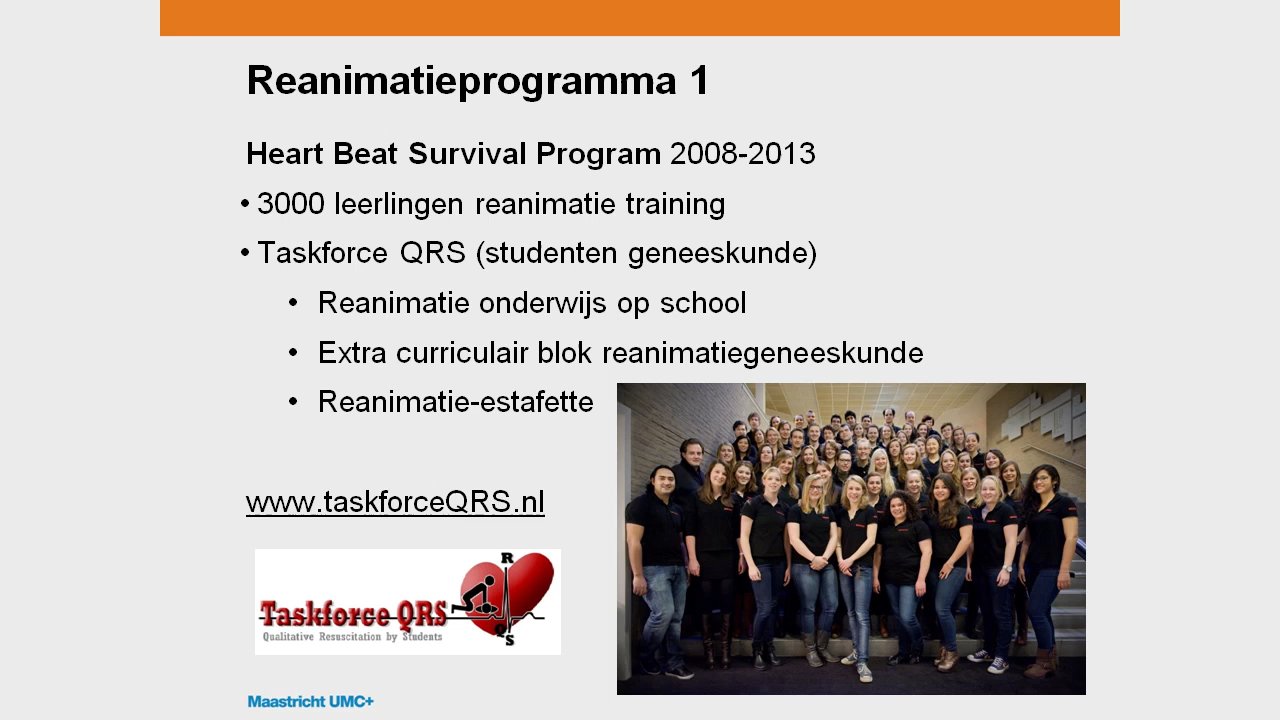 Reanimatieprogramma 1
Heart Beat Survival Program 2008-2013
• 3000 leerlingen reanimatie training
• Taskforce QRS (studenten geneeskunde)
• Reanimatie onderwijs op school
• Extra curriculair blok reanimatiegeneeskunde
• Reanimatie-estafette
www.taskforceQRS.nl
R
Taskforce QRS
Q
S
Qualitative Resuscitation by Students
Maastricht UMC+